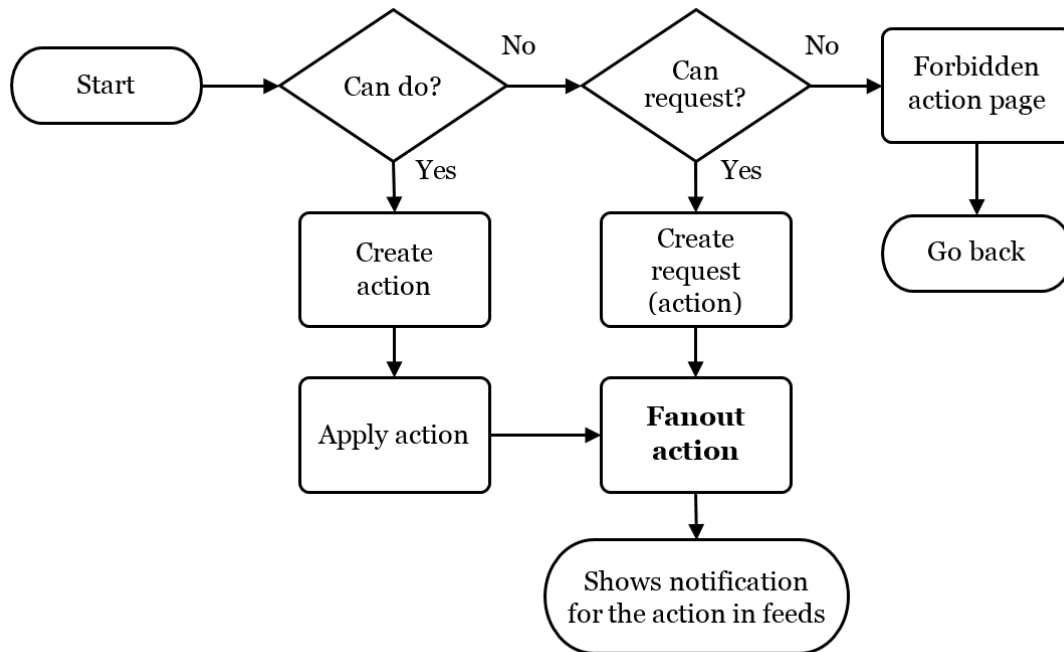 No
No
Start
Can do?
Can
request?
Forbidden
action page
Yes
Yes
Create
action
Create
request
(action)
Go back
Apply action
Fanout
action
Shows notification
for the action in feeds